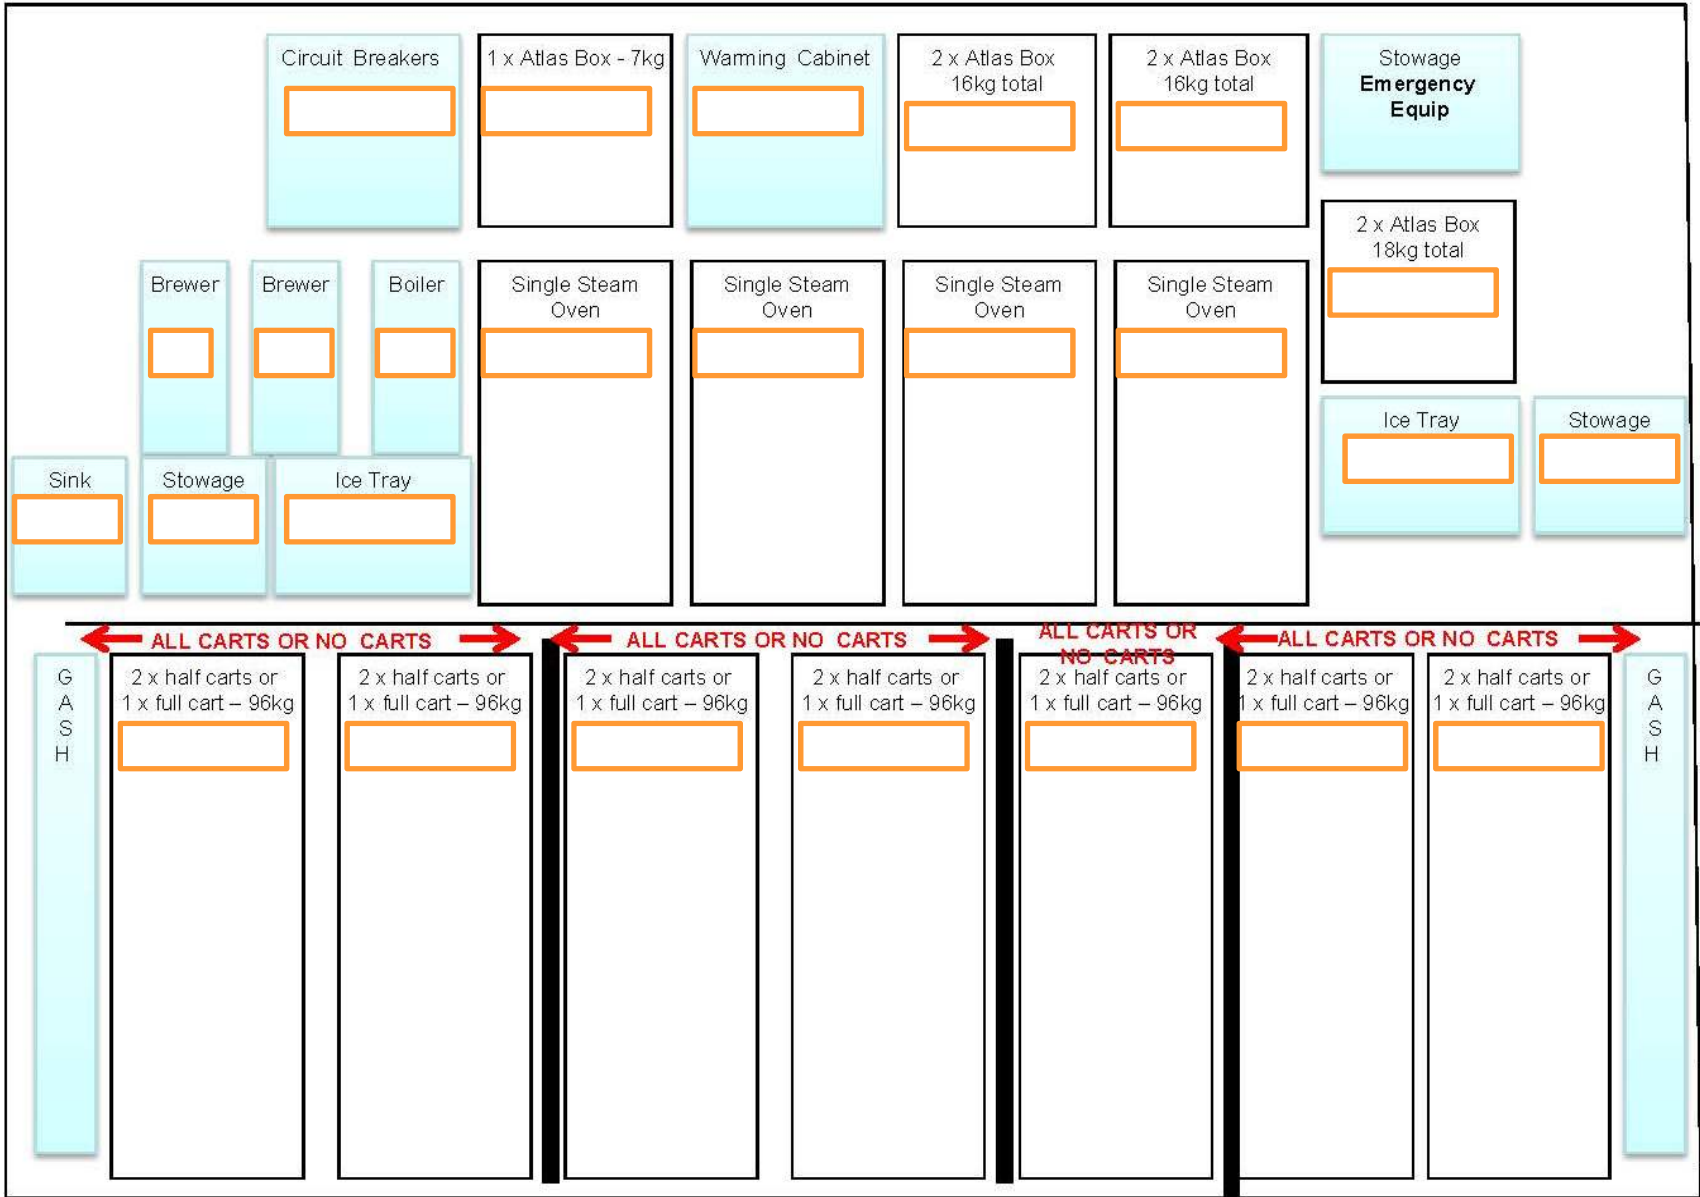 Circuit Breakers
1 x Atlas Box - 7kg
Warming Cabinet
2 x Atlas Box
16kg total
2 x Atlas Box
16kg total
Stowage
Emergency
Equip
2 x Atlas Box
18kg total
Brewer
Brewer
Boiler
Single Steam
Oven
Single Steam
Oven
Single Steam
Oven
Single Steam
Oven
Ice Tray
Stowage
Sink
Stowage
Ice Tray
ALL CARTS OR NO CARTS
ALL CARTS OR NO CARTS
ALL CARTS OR
NO CARTS
ALL CARTS OR NO CARTS
G
A
S
H
2 x half carts or
1 x full cart – 96kg
2 x half carts or
1 x full cart – 96kg
2 x half carts or
1 x full cart – 96kg
2 x half carts or
1 x full cart – 96kg
2 x half carts or
1 x full cart – 96kg
2 x half carts or
1 x full cart – 96kg
2 x half carts or
1 x full cart – 96kg
G
A
S
H